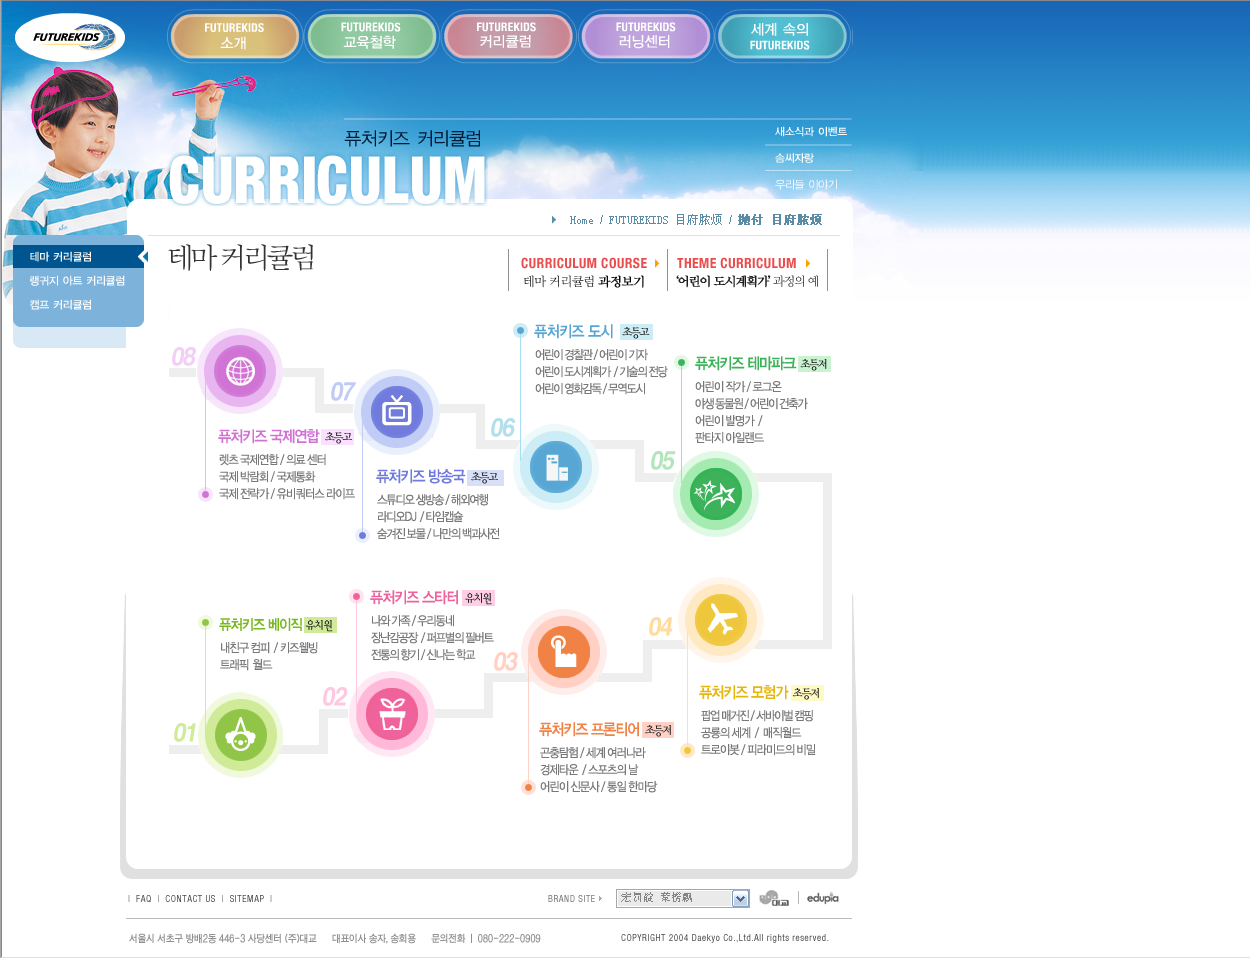 FUTUREKIDS
FUTUREKIDS 소개
FUTUREKIDS 교육철학
FUTUREKIDS 커리큘럼
FUTUREKIDS 러닝센터
세계 속의 FUTUREKIDS
퓨처키즈 커리큘럼
CURRICULUM
새소식과 이벤트
솜씨자랑
우리들 이야기
Home / FUTUREKIDS 目府脓烦 / 抛付 目府脓烦
테마 커리큘럼
랭귀지 아트 커리큘럼
캠프 커리큘럼
테마 커리큘럼
CURRICULUM COURSE
테마 커리큘럼 과정보기
THEME CURRICULUM
'어린이 도시계획가' 과정의 예
08
퓨처키즈 국제연합 초등고
렛츠 국제연합 / 의료 센터
국제 박람회 / 국제통화
국제 전략가 / 유비쿼터스 라이프
07
퓨처키즈 방송국 초등고
스튜디오 생방송 / 해외여행
라디오DJ / 타임캡슐
숨겨진 보물 / 나만의 백과사전
06
퓨처키즈 도시 초등고
어린이 경찰관 / 어린이 기자
어린이 도시계획가 / 기술의 전당
어린이 영화감독 / 무역도시
05
퓨처키즈 테마파크 초등저
어린이 작가 / 로그온
야생 동물원 / 어린이 건축가
어린이 발명가 /
판타지 아일랜드
01
퓨처키즈 베이직 유치원
내친구 컴피 / 키즈웰빙
트래픽 월드
02
퓨처키즈 스타터 유치원
나와 가족 / 우리동네
장난감공장 / 퍼프별의 필버트
전통의 향기 / 신나는 학교
03
퓨처키즈 프론티어 초등저
곤충탐험 / 세계 여러나라
경제타운 / 스포츠의 날
어린이 신문사 / 통일 한마당
04
퓨처키즈 모험가 초등저
팝업 매거진 / 서바이벌 캠핑
공룡의 세계 / 매직월드
트로이봇 / 피라미드의 비밀
FAQ | CONTACT US | SITEMAP
BRAND SITE
edupia
서울시 서초구 방배2동 446-3 사당센터 (주)대교 대표이사 송자, 송희용 문의전화 | 080-222-0909
COPYRIGHT 2004 Daekyo Co.,Ltd.All rights reserved.